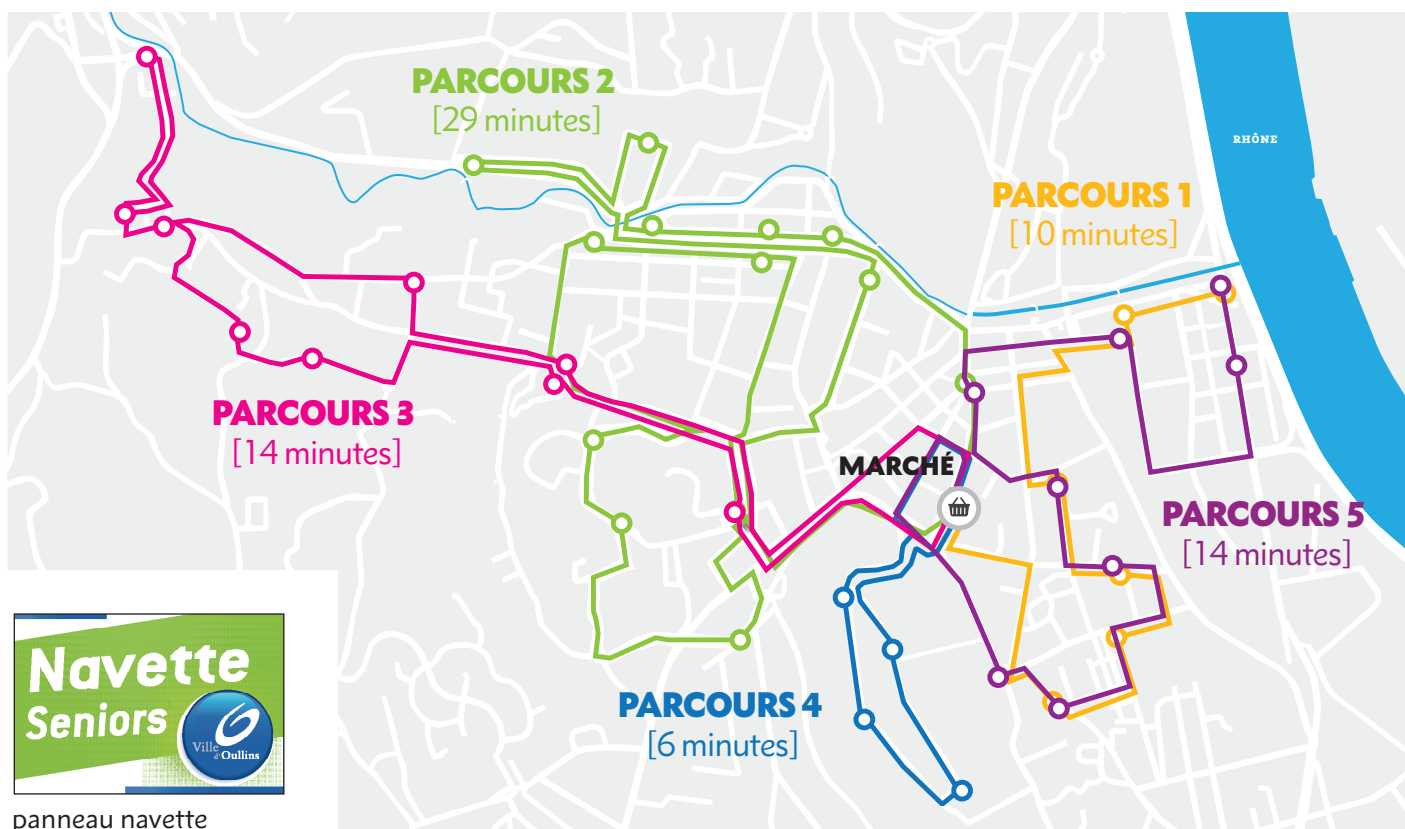 PARCOURS 2
[29 minutes]
RHÔNE
PARCOURS 1
[10 minutes]
PARCOURS 3
[14 minutes]
MARCHÉ
PARCOURS 5
[14 minutes]
PARCOURS 4
[6 minutes]
Navette
Seniors
Ville
d'Oullins
panneau navette